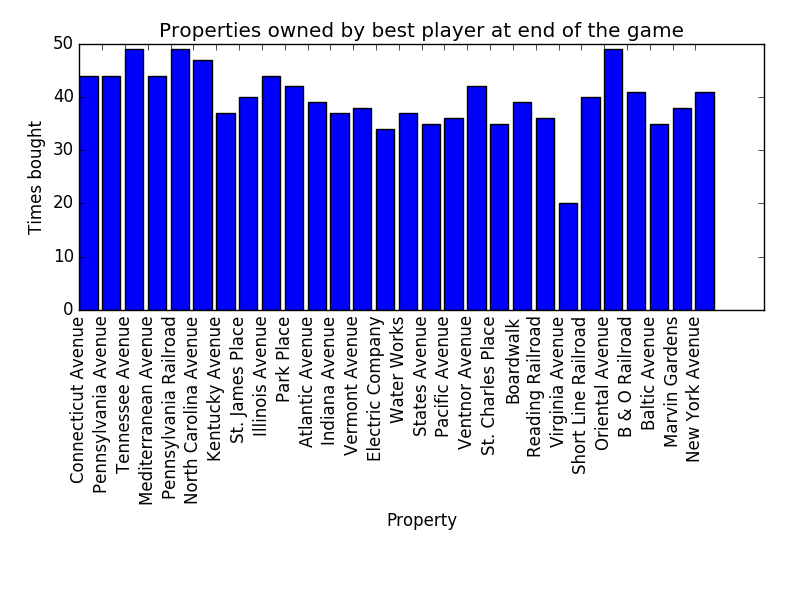 Properties owned by best player at end of the game
Times bought
50
40
30
20
10
0
Connecticut Avenue
Pennsylvania Avenue
Tennessee Avenue
Mediterranean Avenue
Pennsylvania Railroad
North Carolina Avenue
Kentucky Avenue
St. James Place
Illinois Avenue
Park Place
Atlantic Avenue
Indiana Avenue
Vermont Avenue
Electric Company
Water Works
States Avenue
Pacific Avenue
Ventnor Avenue
St. Charles Place
Boardwalk
Reading Railroad
Virginia Avenue
Short Line Railroad
Oriental Avenue
B & O Railroad
Baltic Avenue
Marvin Gardens
New York Avenue
Property